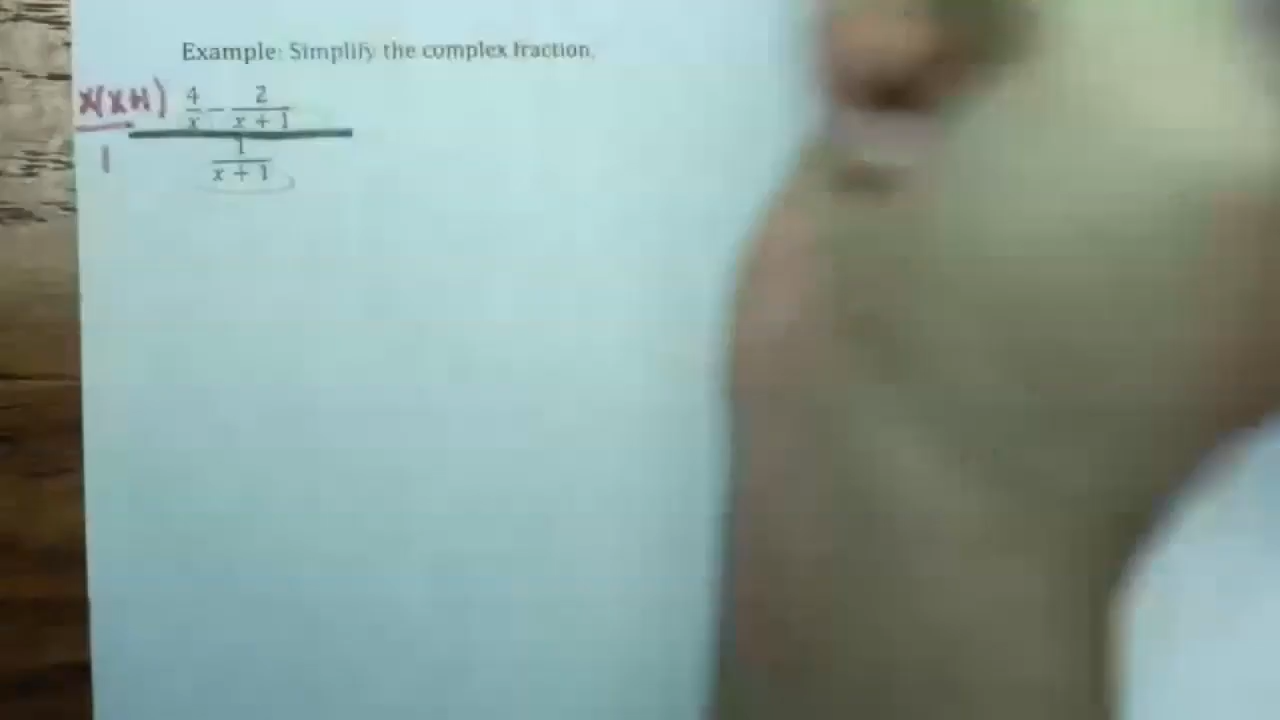 Example: Simplify the complex fraction.
x(x+1) 4/x − 2/(x + 1)
1 1/(x + 1)